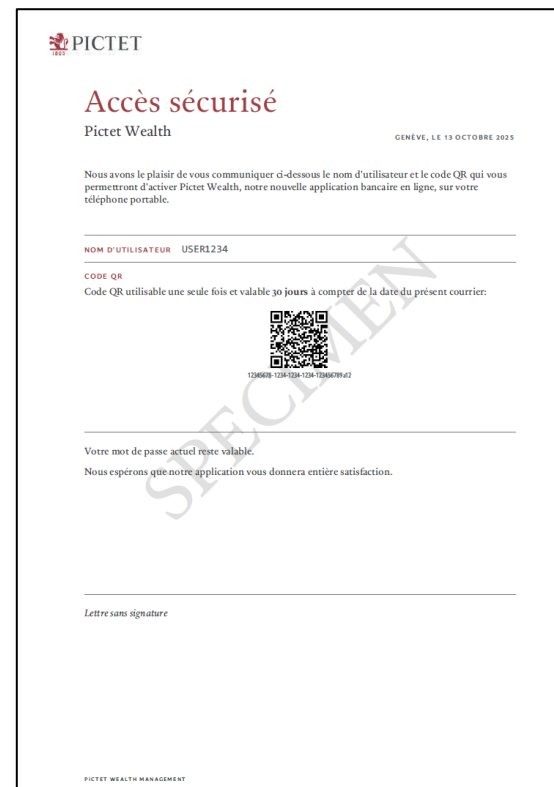 PICTET
1805
Accès sécurisé
Pictet Wealth
GENÈVE, LE 13 OCTOBRE 2025
Nous avons le plaisir de vous communiquer ci-dessous le nom d'utilisateur et le code QR qui vous
permettront d'activer Pictet Wealth, notre nouvelle application bancaire en ligne, sur votre
téléphone portable.
NOM D'UTILISATEUR USER1234
CODE QR
Code QR utilisable une seule fois et valable 30 jours à compter de la date du présent courrier:
12345678-1234-1234-1234-123456789a12
SPECIMEN
Votre mot de passe actuel reste valable.
Nous espérons que notre application vous donnera entière satisfaction.
Lettre sans signature
PICTET WEALTH MANAGEMENT